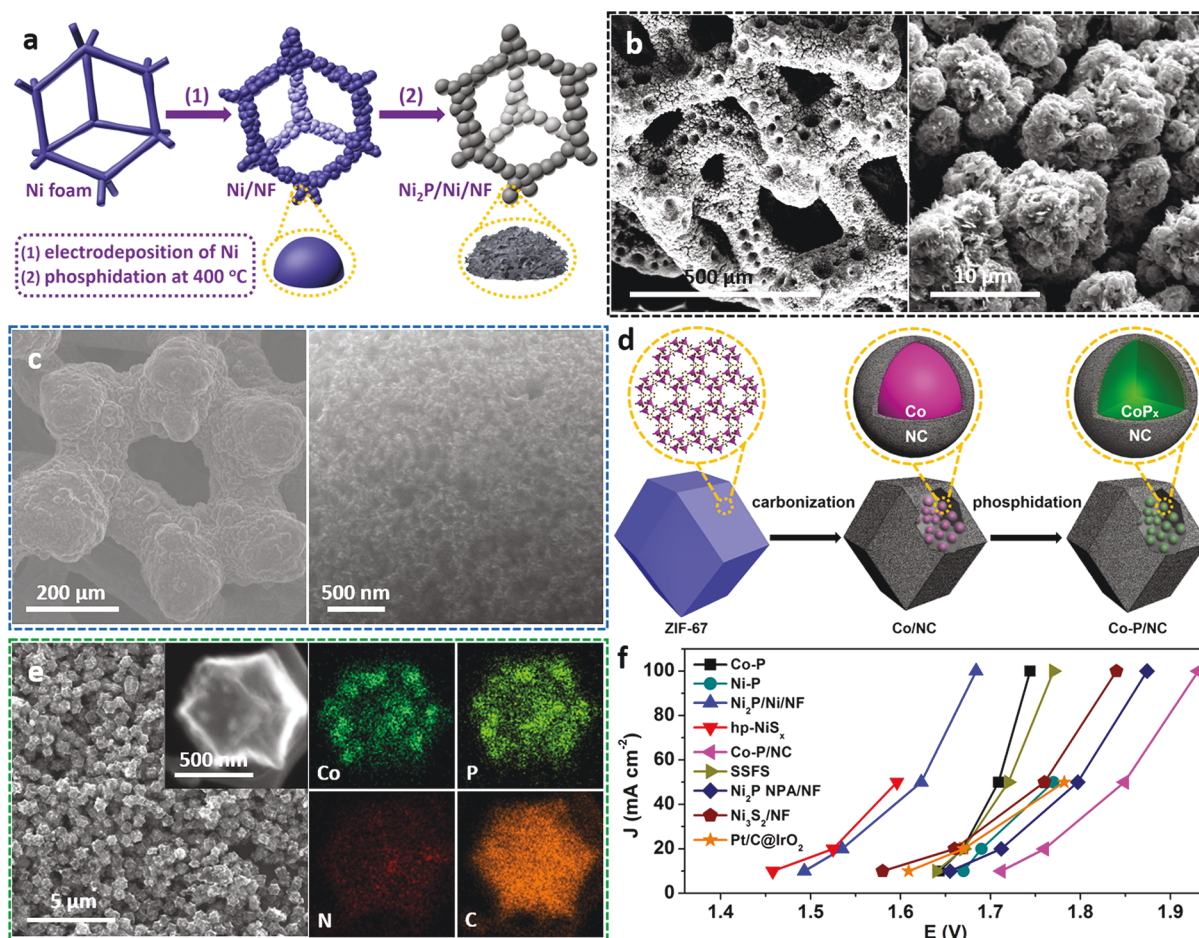 a
(1)
(2)
Ni foam
Ni/NF
Ni₂P/Ni/NF
(1) electrodeposition of Ni
(2) phosphidation at 400 °C
b
500 µm
10 µm
c
200 µm
500 nm
d
Co
NC
CoPₓ
NC
carbonization
phosphidation
ZIF-67
Co/NC
Co-P/NC
e
500 nm
5 µm
Co
P
N
C
f
Co-P
Ni-P
Ni₂P/Ni/NF
hp-NiSₓ
Co-P/NC
SSFS
Ni₂P NPA/NF
Ni₃S₂/NF
Pt/C@IrO₂
J (mA cm⁻²)
100
80
60
40
20
0
1.4 1.5 1.6 1.7 1.8 1.9
E (V)